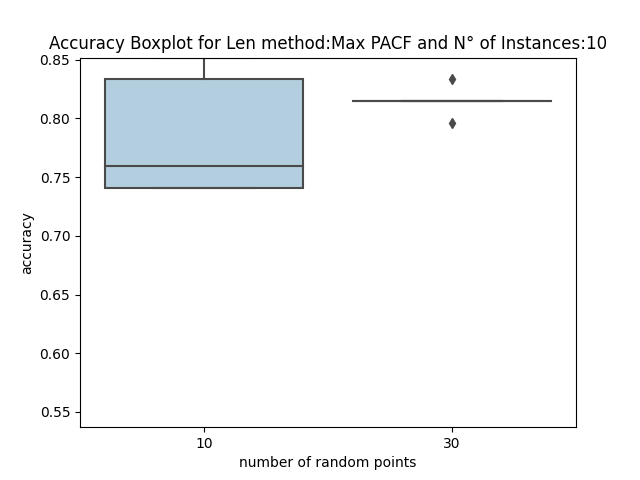 Accuracy Boxplot for Len method:Max PACF and N° of Instances:10
0.85
0.80
0.75
0.70
0.65
0.60
0.55
accuracy
10 30
number of random points